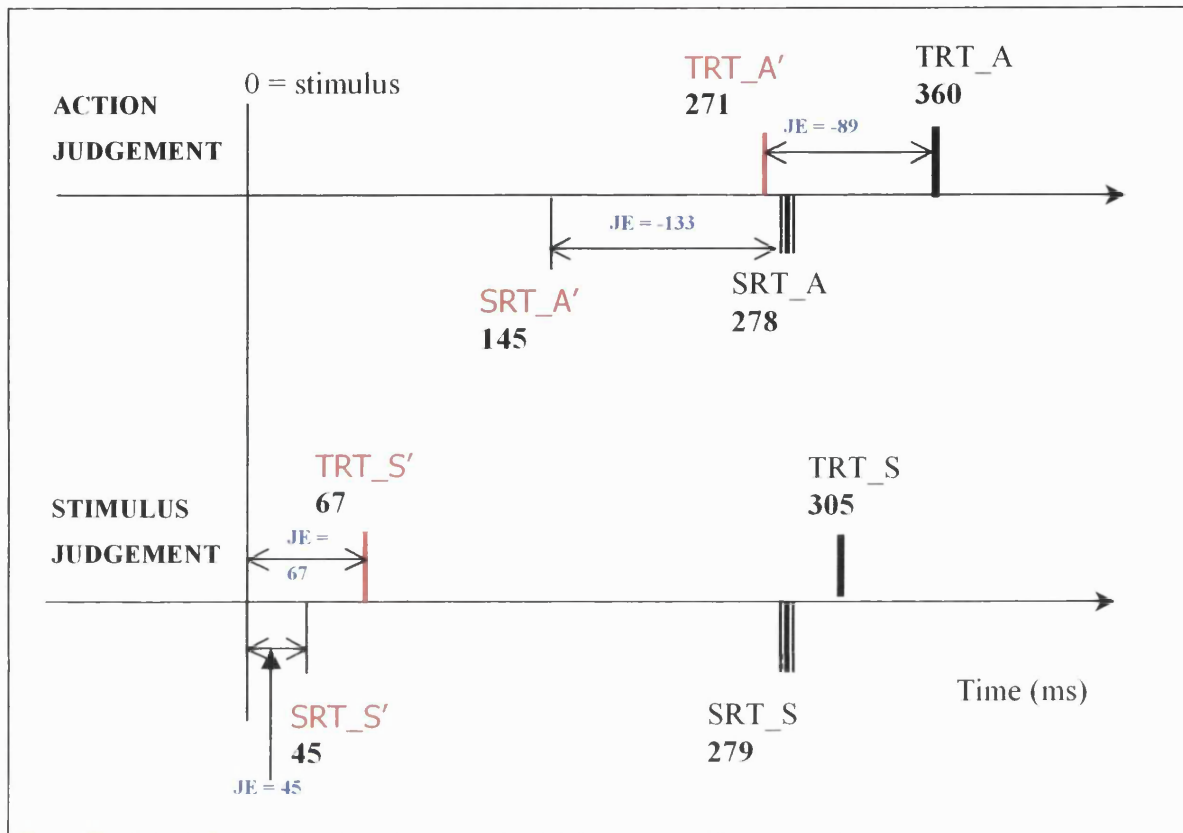 0 = stimulus
ACTION
JUDGEMENT
TRT_A′
271
TRT_A
360
JE = -89
JE = -133
SRT_A′
145
SRT_A
278
STIMULUS
JUDGEMENT
TRT_S′
67
TRT_S
305
JE =
67
SRT_S′
45
JE = 45
SRT_S
279
Time (ms)